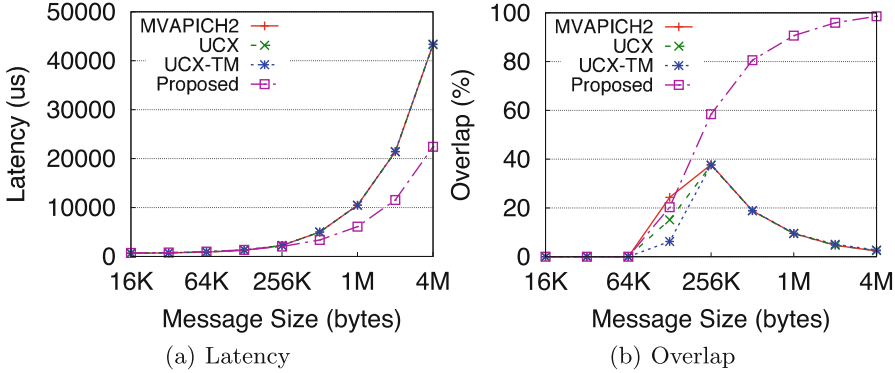 50000
40000
30000
20000
10000
0
Latency (us)
MVAPICH2
UCX
UCX-TM
Proposed
16K 64K 256K 1M 4M
Message Size (bytes)
(a) Latency
100
80
60
40
20
0
Overlap (%)
MVAPICH2
UCX
UCX-TM
Proposed
16K 64K 256K 1M 4M
Message Size (bytes)
(b) Overlap